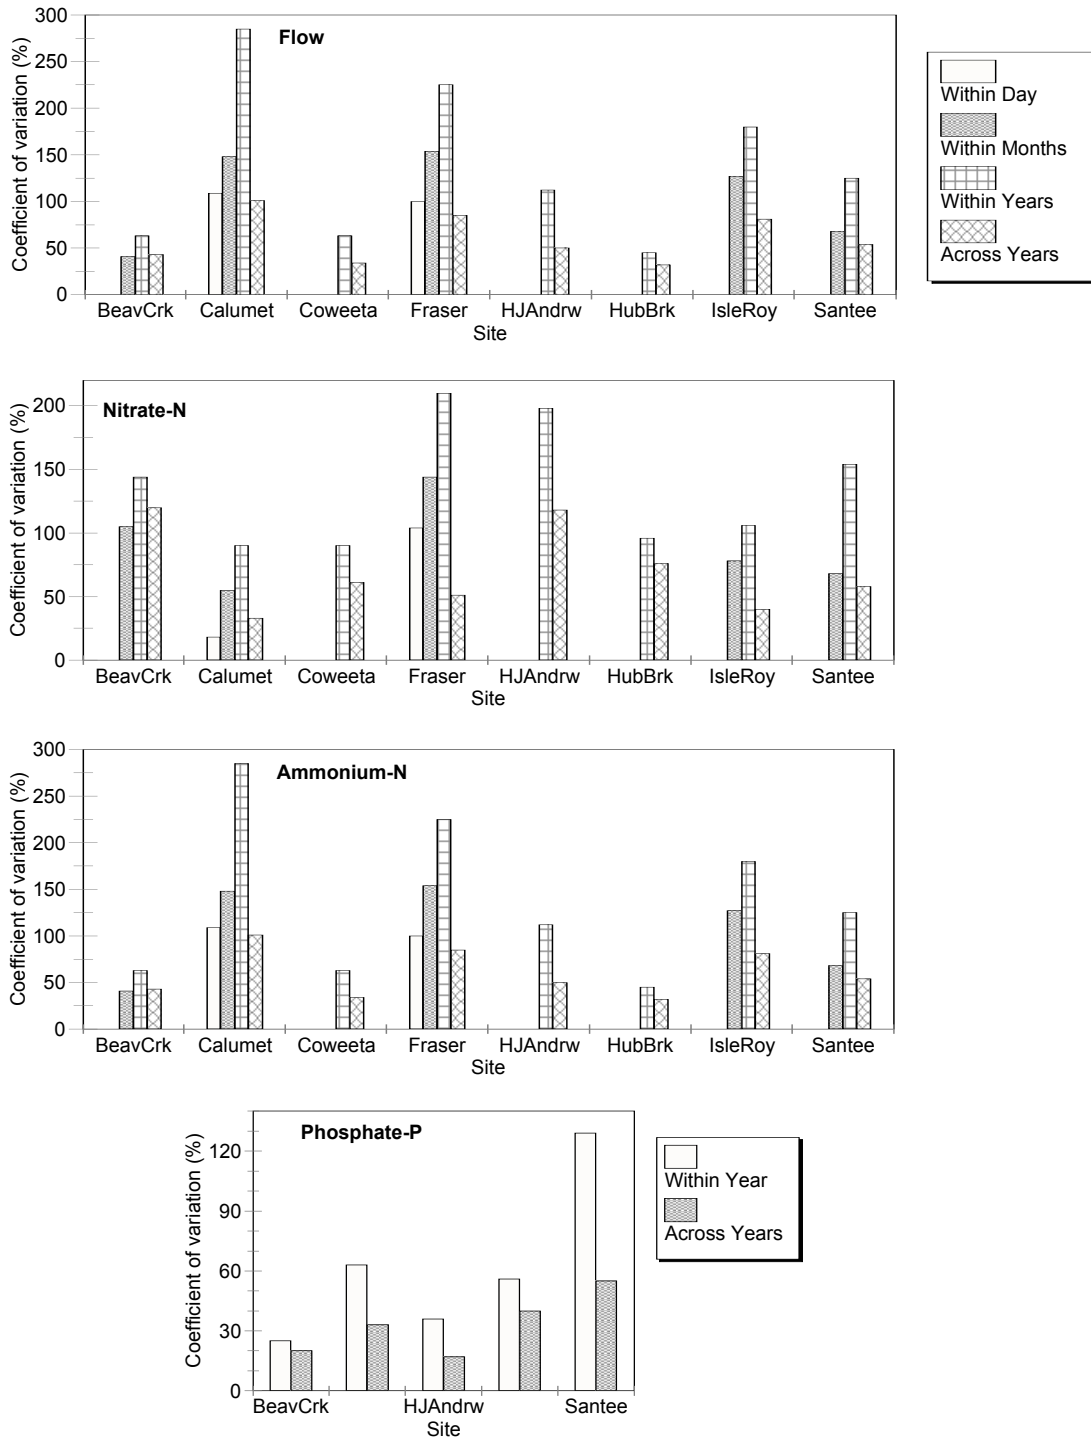 Flow
Coefficient of variation (%)
300
250
200
150
100
50
0
BeavCrk Calumet Coweeta Fraser HJAndrw HubBrk IsleRoy Santee
Site
Within Day
Within Months
Within Years
Across Years
Nitrate-N
Coefficient of variation (%)
200
150
100
50
0
BeavCrk Calumet Coweeta Fraser HJAndrw HubBrk IsleRoy Santee
Site
Ammonium-N
Coefficient of variation (%)
300
250
200
150
100
50
0
BeavCrk Calumet Coweeta Fraser HJAndrw HubBrk IsleRoy Santee
Site
Phosphate-P
Coefficient of variation (%)
120
90
60
30
0
BeavCrk HJAndrw Santee
Site
Within Year
Across Years